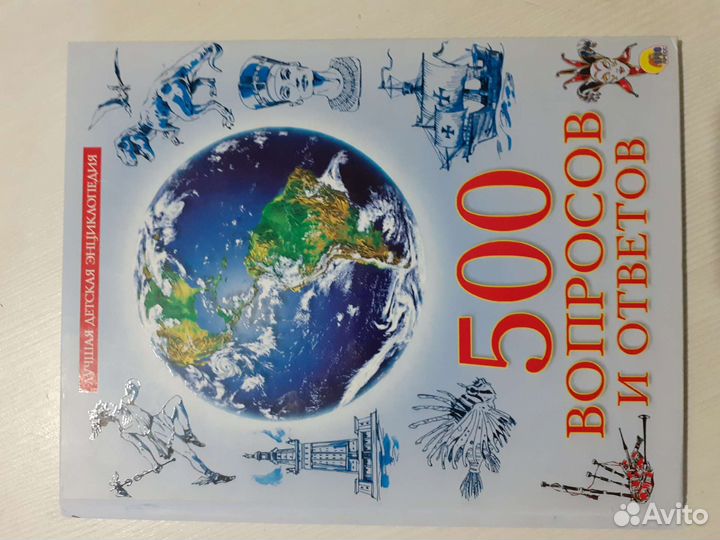 ЛУЧШАЯ ДЕТСКАЯ ЭНЦИКЛОПЕДИЯ
500
ВОПРОСОВ
И ОТВЕТОВ
Avito